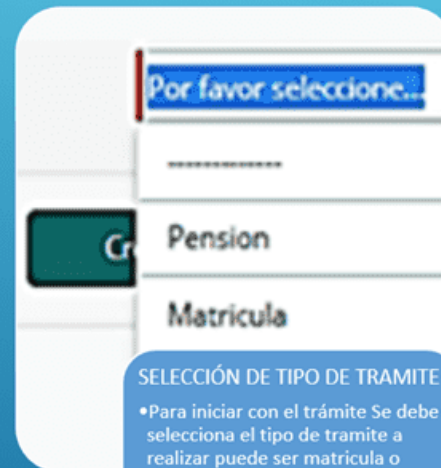 Por favor seleccione...
-------------
Pension
Matricula
SELECCIÓN DE TIPO DE TRAMITE
•Para iniciar con el trámite Se debe
selecciona el tipo de tramite a
realizar puede ser matricula o